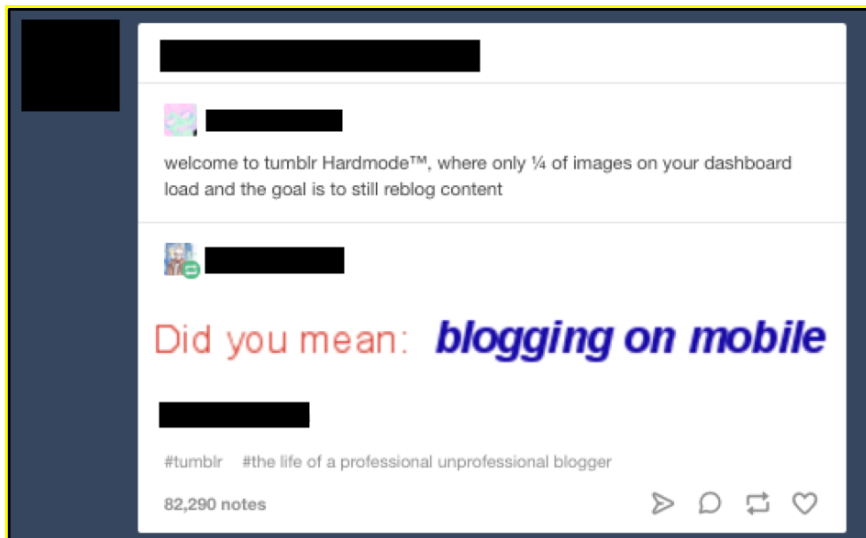 welcome to tumblr Hardmode™, where only ¼ of images on your dashboard
load and the goal is to still reblog content
Did you mean: blogging on mobile
#tumblr #the life of a professional unprofessional blogger
82,290 notes